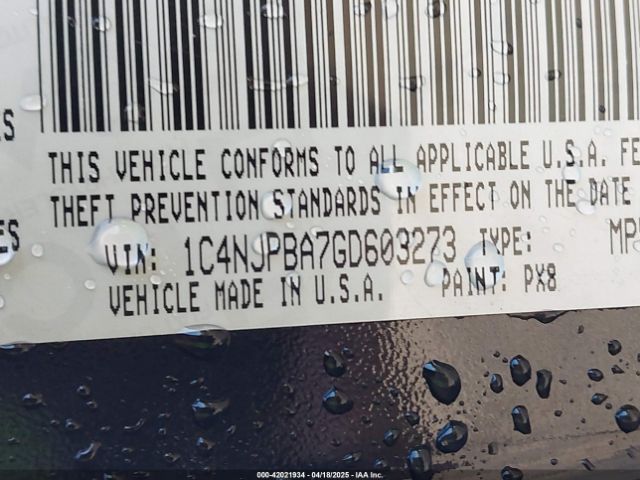 THIS VEHICLE CONFORMS TO ALL APPLICABLE U.S.A. FE
THEFT PREVENTION STANDARDS IN EFFECT ON THE DATE
VIN: 1C4NJPBA7GD603273 TYPE: MP
VEHICLE MADE IN U.S.A. PAINT: PX8
000-42021934 - 04/18/2025 - IAA Inc.